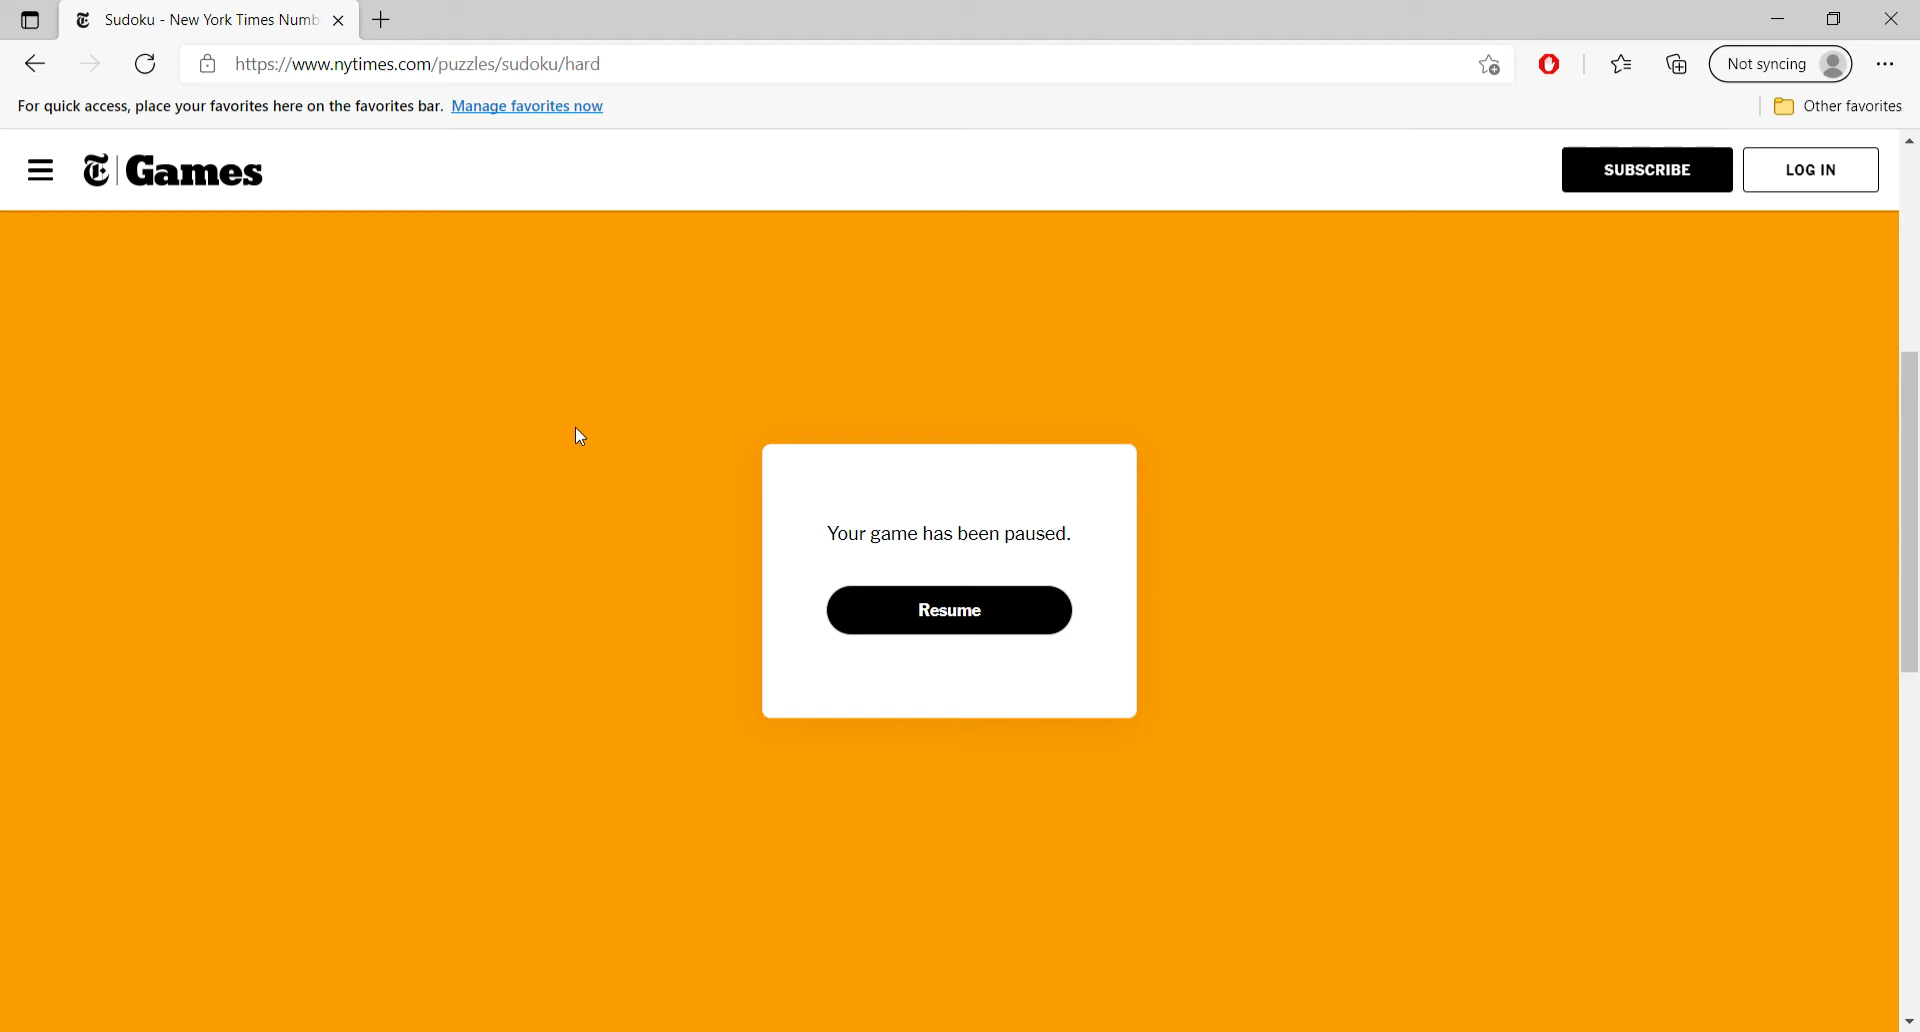 Sudoku - New York Times Numb
https://www.nytimes.com/puzzles/sudoku/hard
Not syncing
For quick access, place your favorites here on the favorites bar. Manage favorites now
Other favorites
T Games
SUBSCRIBE
LOG IN
Your game has been paused.
Resume